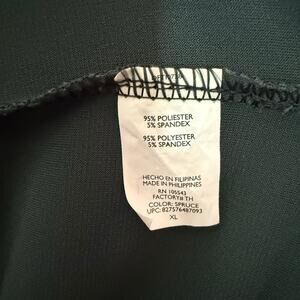 95% POLIESTER
5% SPANDEX
95% POLYESTER
5% SPANDEX
HECHO EN FILIPINAS
MADE IN PHILIPPINES
RN 105543
FACTORY# TH
COLOR: SPRUCE
UPC: 827576487093
XL